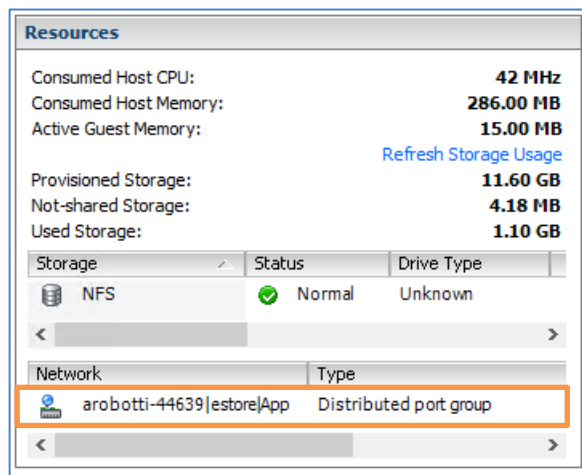 Resources
Consumed Host CPU: 42 MHz
Consumed Host Memory: 286.00 MB
Active Guest Memory: 15.00 MB
Refresh Storage Usage
Provisioned Storage: 11.60 GB
Not-shared Storage: 4.18 MB
Used Storage: 1.10 GB
Storage Status Drive Type
NFS Normal Unknown
Network Type
arobotti-44639|estore|App Distributed port group